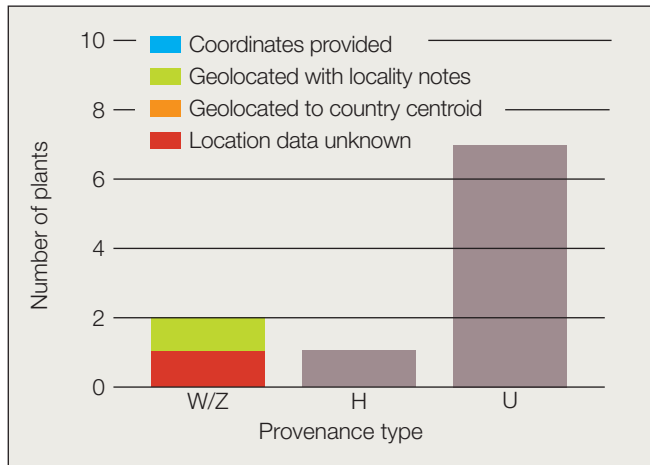 10
Coordinates provided
Geolocated with locality notes
8
Geolocated to country centroid
Location data unknown
6
4
2
0
Number of plants
W/Z H U
Provenance type